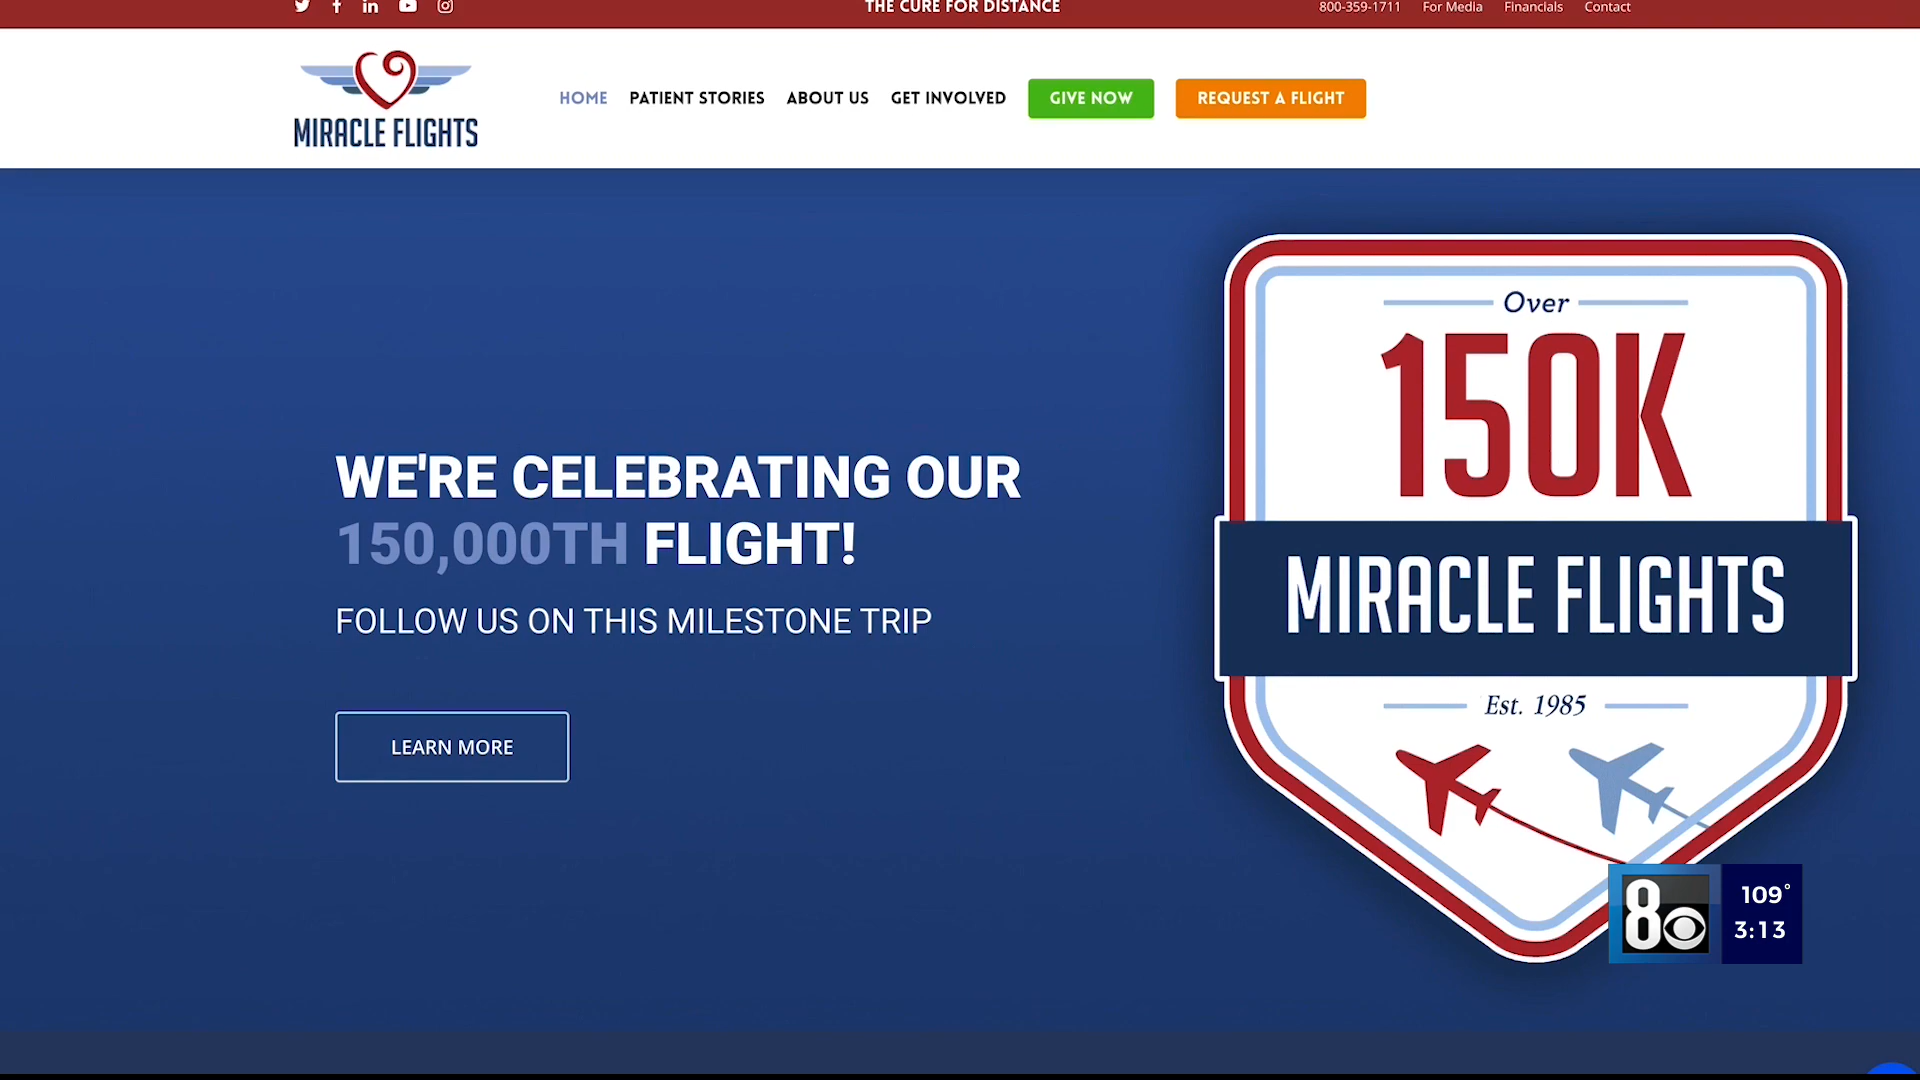 THE CURE FOR DISTANCE
800-359-1711 For Media Financials Contact
MIRACLE FLIGHTS
HOME PATIENT STORIES ABOUT US GET INVOLVED GIVE NOW REQUEST A FLIGHT
WE'RE CELEBRATING OUR
150,000TH FLIGHT!
FOLLOW US ON THIS MILESTONE TRIP
LEARN MORE
Over
150K
MIRACLE FLIGHTS
Est. 1985
8
109°
3:13